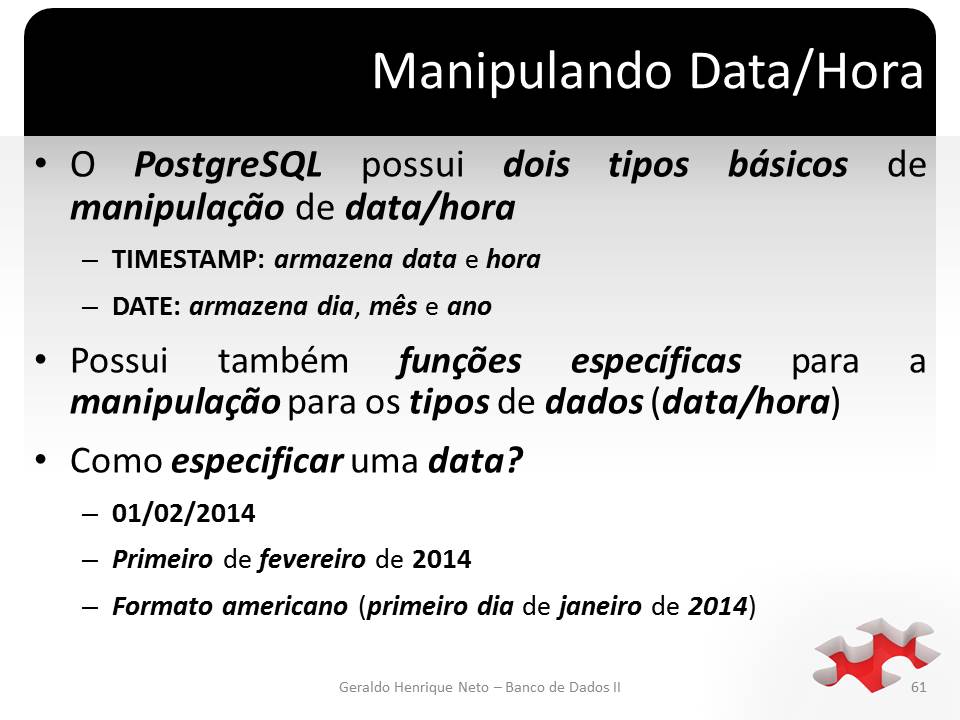 Manipulando Data/Hora
• O PostgreSQL possui dois tipos básicos de
manipulação de data/hora
– TIMESTAMP: armazena data e hora
– DATE: armazena dia, mês e ano
• Possui também funções específicas para a
manipulação para os tipos de dados (data/hora)
• Como especificar uma data?
– 01/02/2014
– Primeiro de fevereiro de 2014
– Formato americano (primeiro dia de janeiro de 2014)
Geraldo Henrique Neto – Banco de Dados II
61